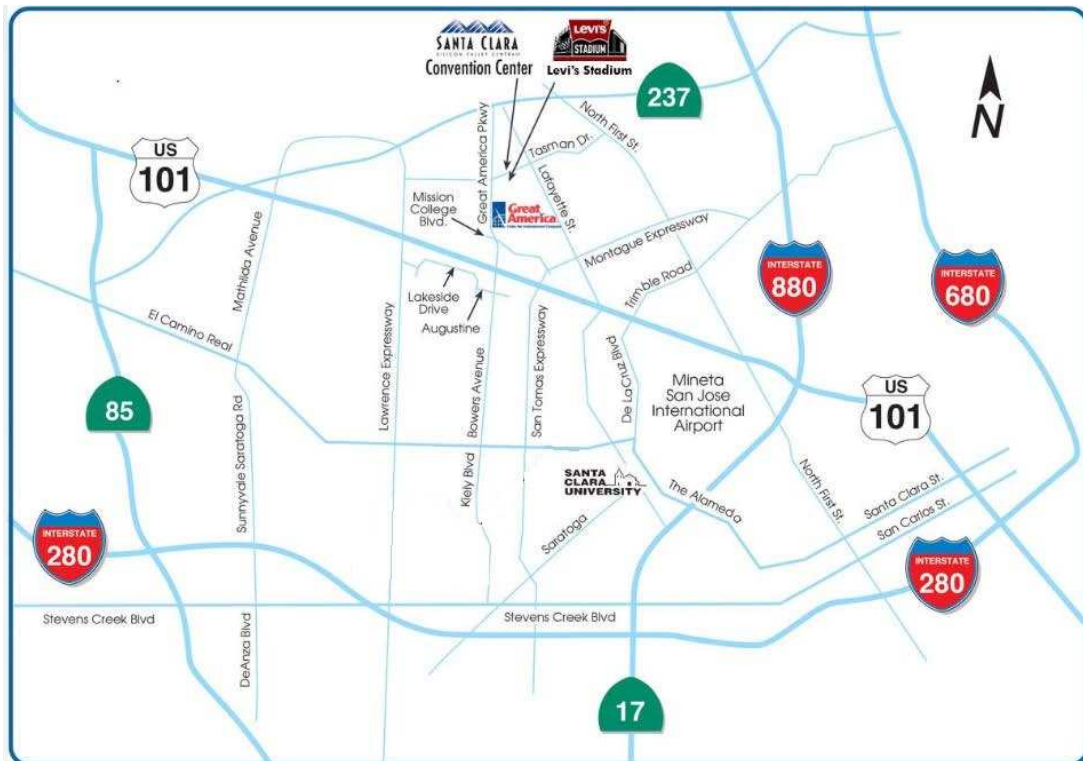 SANTA CLARA
Convention Center
LEVI'S
STADIUM
Levi's Stadium
237
N
US
101
North First St.
Tasman Dr.
Great America Pkwy
Lafayette St.
Mission
College
Blvd.
Great
America
Montague Expressway
Mathilda Avenue
INTERSTATE
880
INTERSTATE
680
Trimble Road
Lakeside
Drive
Augustine
El Camino Real
Lawrence Expressway
Bowers Avenue
San Tomas Expressway
De La Cruz Blvd
Mineta
San Jose
International
Airport
US
101
85
Sunnyvale Saratoga Rd
Kiely Blvd
SANTA
CLARA
UNIVERSITY
The Alameda
North First St.
Santa Clara St.
San Carlos St.
Saratoga
INTERSTATE
280
INTERSTATE
280
Stevens Creek Blvd
Stevens Creek Blvd
DeAnza Blvd
17